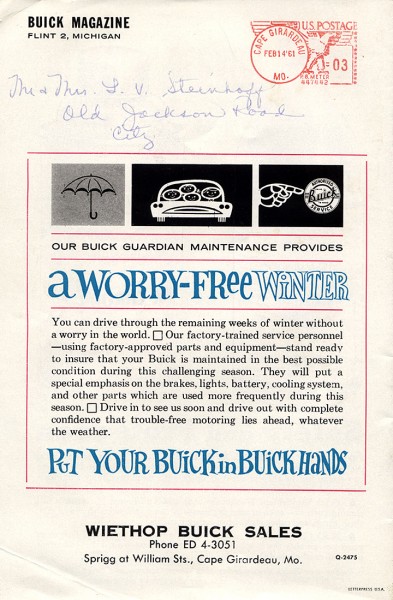 BUICK MAGAZINE
FLINT 2, MICHIGAN
CAPE GIRARDEAU
FEB 14 '61
MO.
U.S. POSTAGE
03
P.B. METER
Mr & Mrs. L. V. Steinhoff
Old Jackson Road
City
AUTHORIZED
Buick
SERVICE
OUR BUICK GUARDIAN MAINTENANCE PROVIDES
a WORRY-FREE WINTER
You can drive through the remaining weeks of winter without
a worry in the world. ☐ Our factory-trained service personnel
—using factory-approved parts and equipment—stand ready
to insure that your Buick is maintained in the best possible
condition during this challenging season. They will put a
special emphasis on the brakes, lights, battery, cooling system,
and other parts which are used more frequently during this
season. ☐ Drive in to see us soon and drive out with complete
confidence that trouble-free motoring lies ahead, whatever
the weather.
PUT YOUR BUICK in BUICK HANDS
WIETHOP BUICK SALES
Phone ED 4-3051
Sprigg at William Sts., Cape Girardeau, Mo.
Q-2475
LETTERPRESS U.S.A.